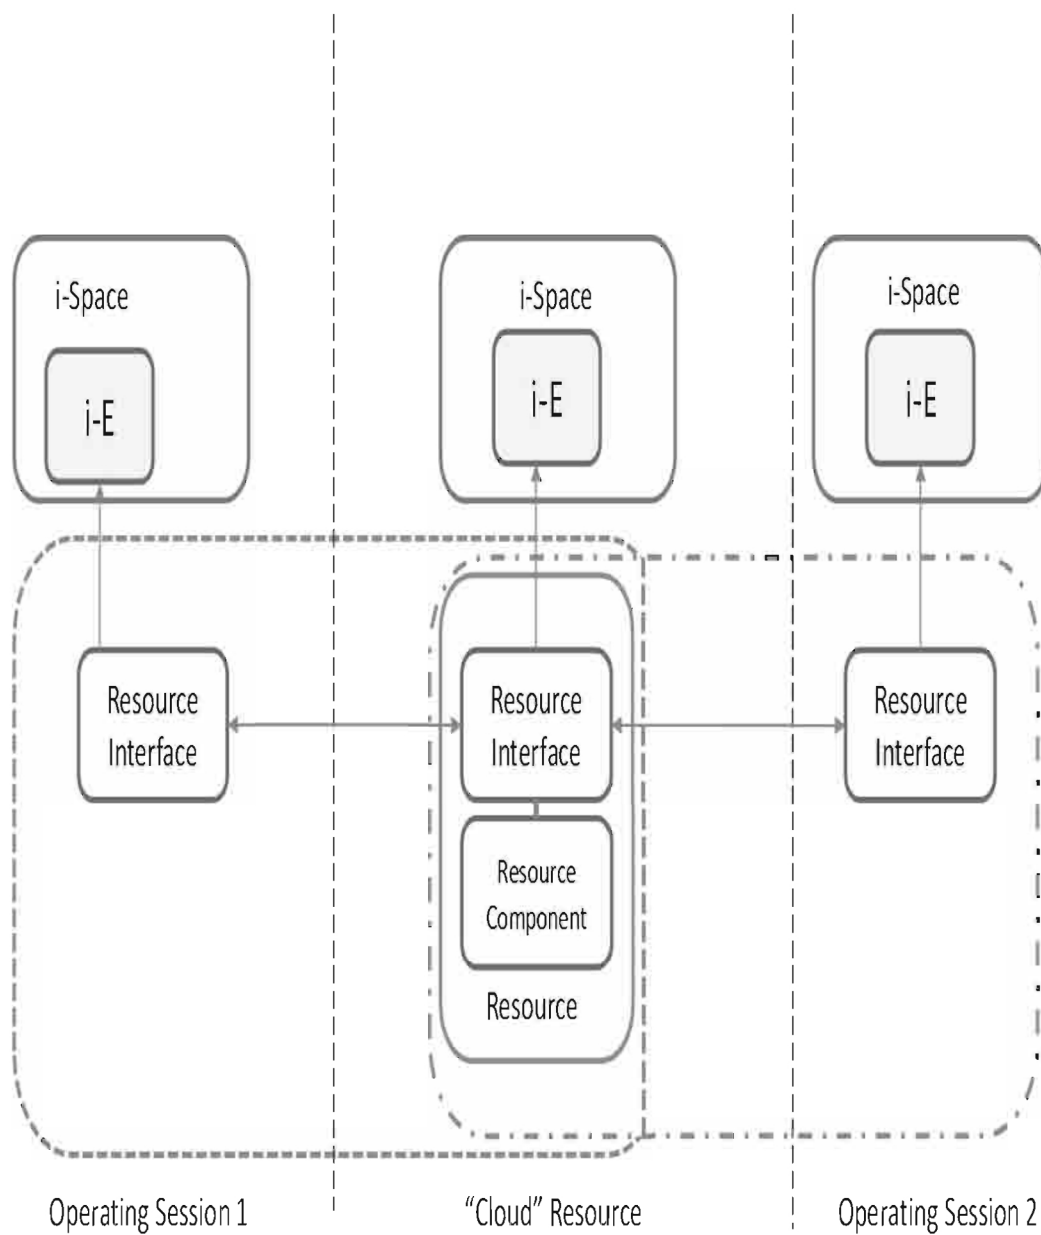 i-Space
i-E
i-Space
i-E
i-Space
i-E
Resource
Interface
Resource
Interface
Resource
Interface
Resource
Component
Resource
Operating Session 1
“Cloud” Resource
Operating Session 2